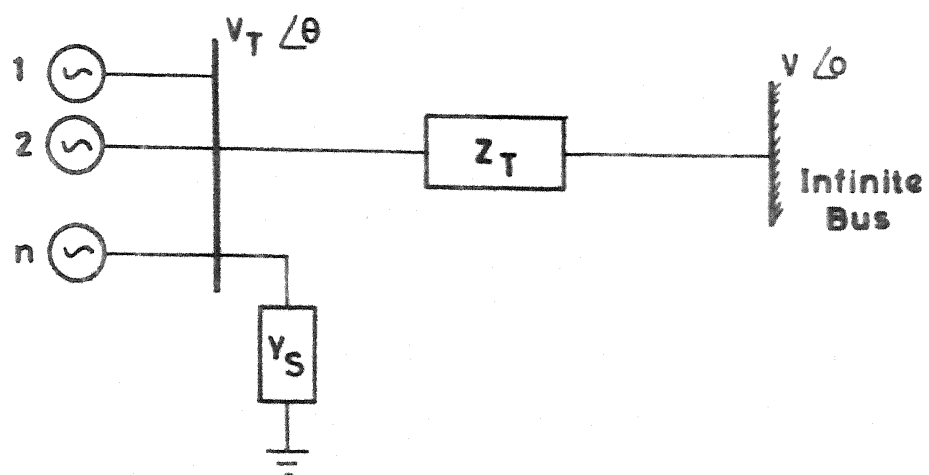 V_T ∠θ
1
2
n
Z_T
Y_S
V ∠0
Infinite
Bus